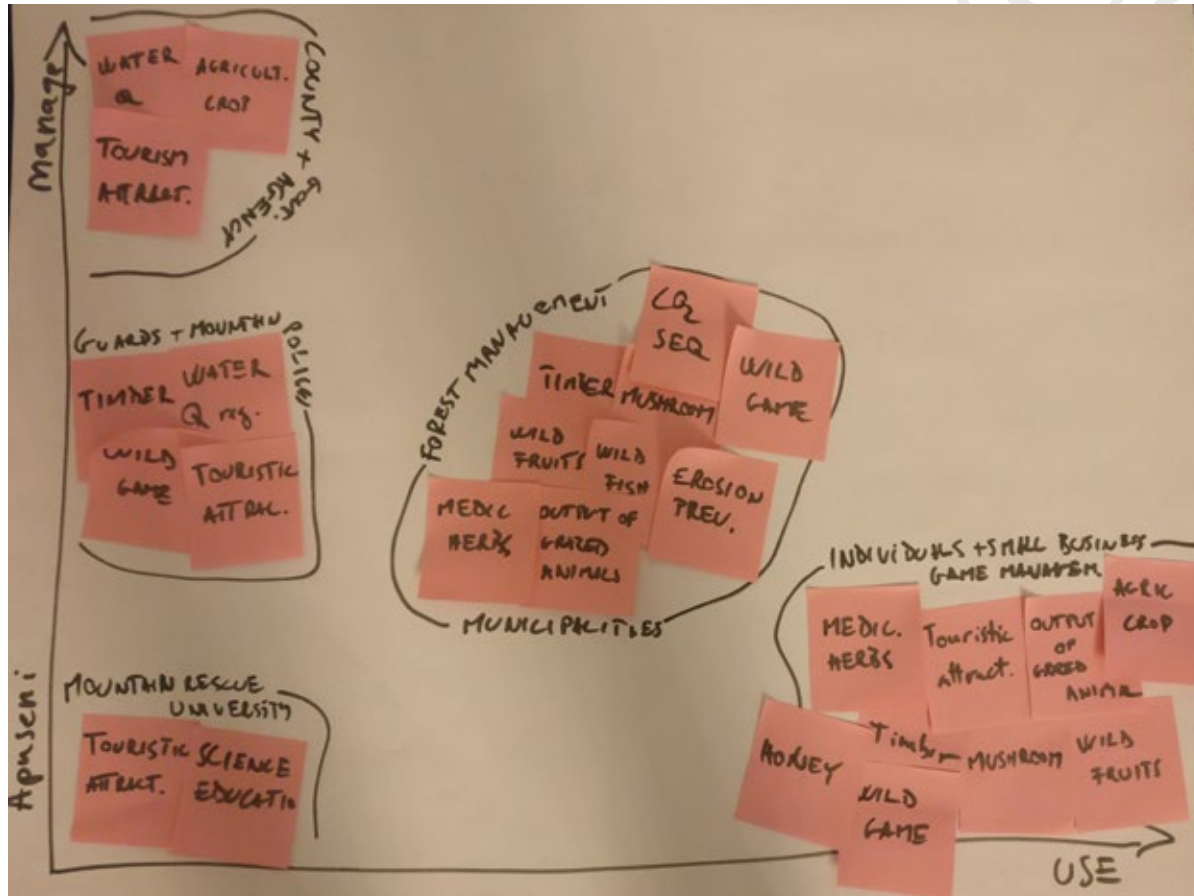 Manage
WATER
Q
AGRICULT.
CROP
TOURISM
ATTRACT.
COUNTY + GOV.
AGENCY
GUARDS + MOUNTAIN
POLICE
TIMBER
WATER
Q reg.
WILD
GAME
TOURISTIC
ATTRAC.
FOREST MANAGEMENT
CO2
SEQ
WILD
GAME
TIMBER
MUSHROOM
WILD
FRUITS
WILD
FISH
EROSION
PREV.
MEDIC
HERBS
OUTPUT OF
GRAZED
ANIMALS
MUNICIPALITIES
Apuseni
MOUNTAIN RESCUE
UNIVERSITY
TOURISTIC
ATTRACT.
SCIENCE
EDUCATIO
INDIVIDUALS + SMALL BUSINESS
GAME MANAGEM
MEDIC.
HERBS
Touristic
attract.
OUTPUT
OF
GRAZED
ANIMAL
AGRIC
CROP
HONEY
Timber
WILD
GAME
MUSHROOM
WILD
FRUITS
USE